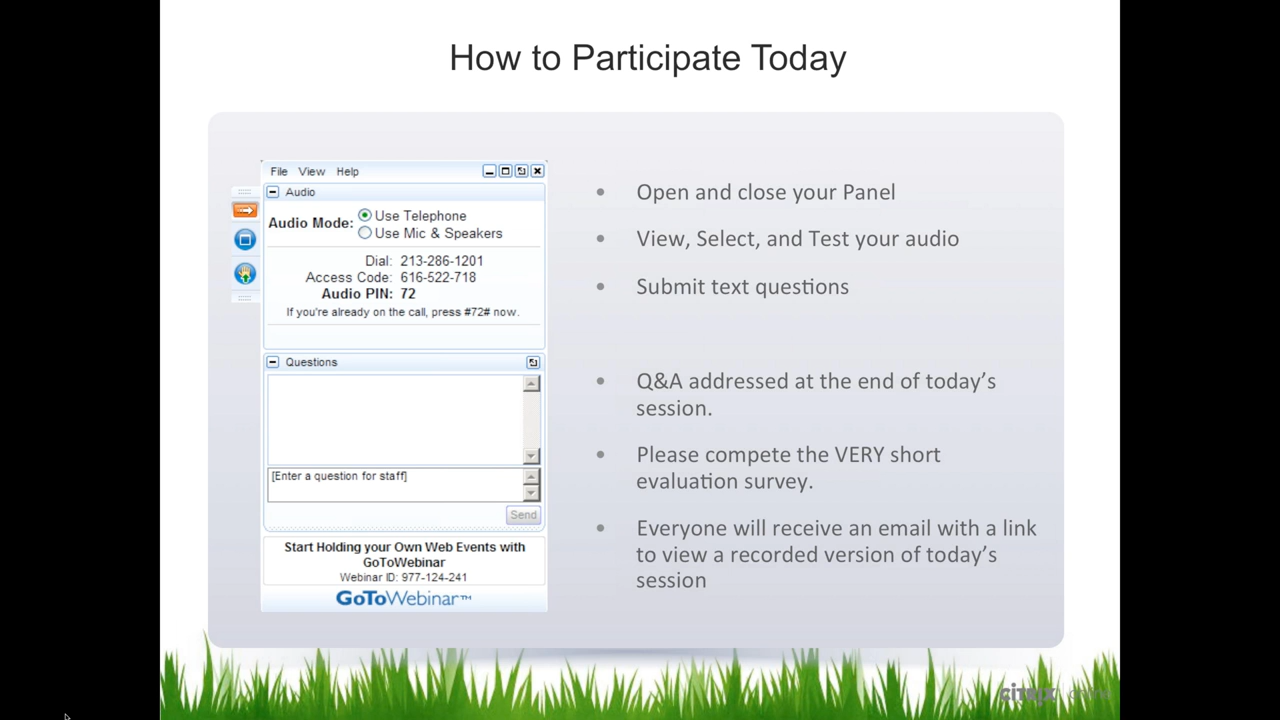 How to Participate Today
File View Help
Audio
Audio Mode: Use Telephone
Use Mic & Speakers
Dial: 213-286-1201
Access Code: 616-522-718
Audio PIN: 72
If you're already on the call, press #72# now.
Questions
[Enter a question for staff]
Send
Start Holding your Own Web Events with
GoToWebinar
Webinar ID: 977-124-241
GoToWebinar™
• Open and close your Panel
• View, Select, and Test your audio
• Submit text questions
• Q&A addressed at the end of today’s
session.
• Please compete the VERY short
evaluation survey.
• Everyone will receive an email with a link
to view a recorded version of today’s
session
citrix online